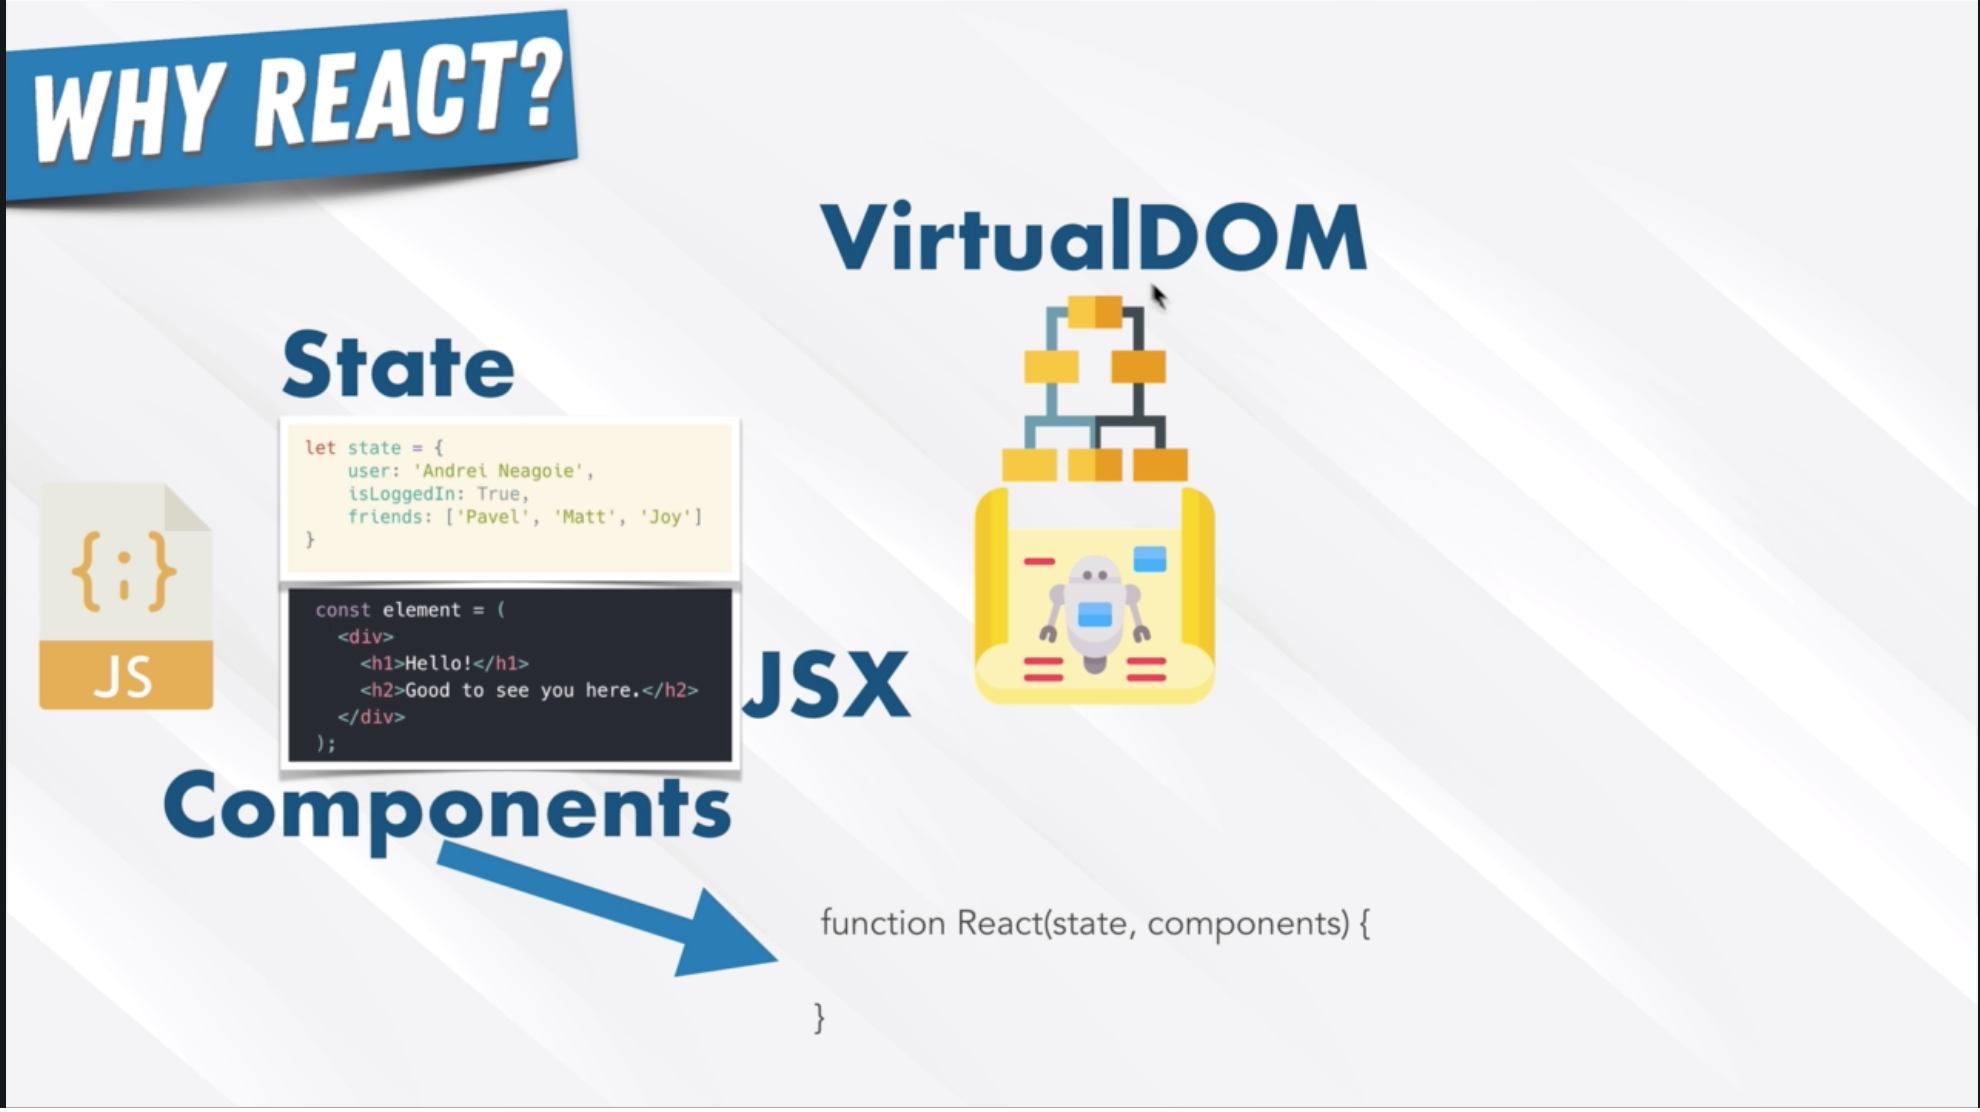 WHY REACT?
VirtualDOM
State
let state = {
user: 'Andrei Neagoie',
isLoggedIn: True,
friends: ['Pavel', 'Matt', 'Joy']
}
{;}
JS
const element = (
<div>
<h1>Hello!</h1>
<h2>Good to see you here.</h2>
</div>
);
JSX
Components
function React(state, components) {
}